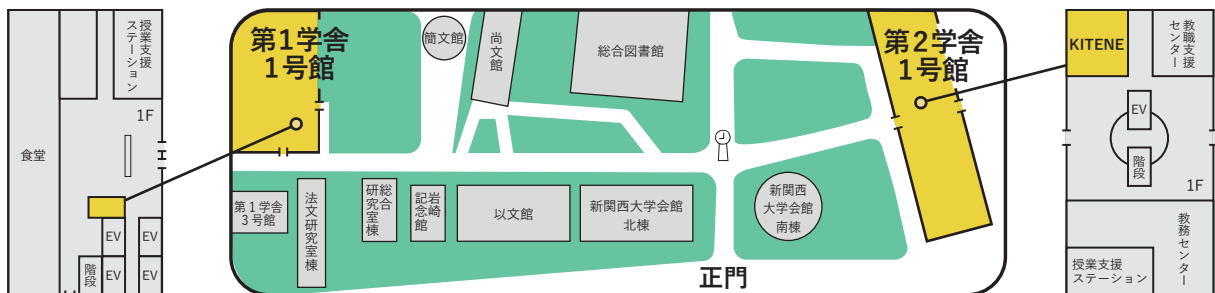 授業支援
ステーション
1F
食堂
EV
EV
階段
EV
EV
第1学舎
1号館
簡文館
尚文館
総合図書館
第2学舎
1号館
第1学舎
3号館
法文研究室棟
総合
研究室棟
岩崎
記念館
以文館
新関西大学会館
北棟
新関西
大学会館
南棟
正門
KITENE
教職支援
センター
EV
階段
1F
教務センター
授業支援
ステーション